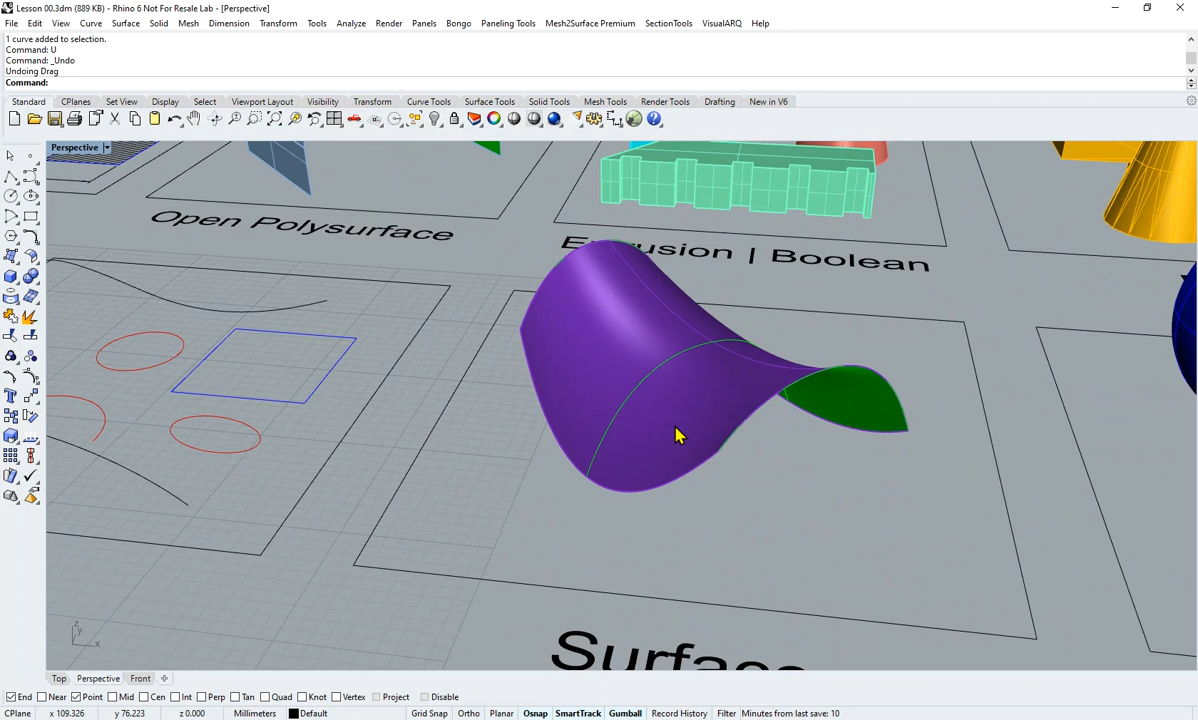 Lesson 00.3dm (889 KB) - Rhino 6 Not For Resale Lab - [Perspective]
File Edit View Curve Surface Solid Mesh Dimension Transform Tools Analyze Render Panels Bongo Paneling Tools Mesh2Surface Premium SectionTools VisualARQ Help
1 curve added to selection.
Command: U
Command: _Undo
Undoing Drag
Command:
Standard CPlanes Set View Display Select Viewport Layout Visibility Transform Curve Tools Surface Tools Solid Tools Mesh Tools Render Tools Drafting New in V6
Perspective
Open Polysurface
Extrusion | Boolean
Surface
z
y
x
Top Perspective Front
End Near Point Mid Cen Int Perp Tan Quad Knot Vertex Project Disable
CPlane x 109.326 y 76.223 z 0.000 Millimeters Default Grid Snap Ortho Planar Osnap SmartTrack Gumball Record History Filter Minutes from last save: 10